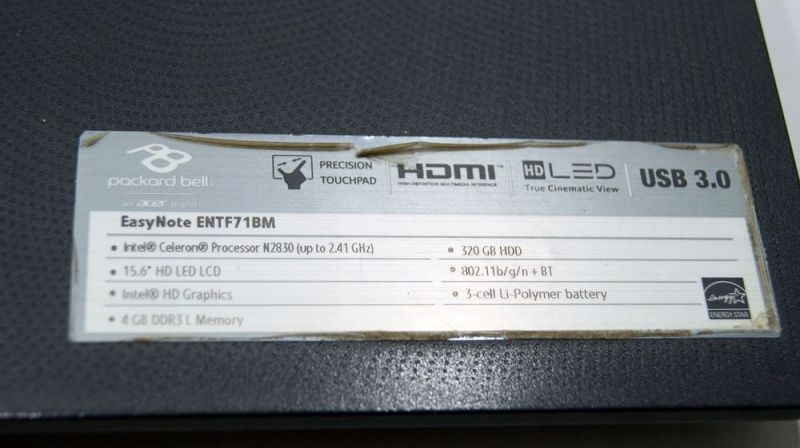 packard bell
an acer brand
PRECISION
TOUCHPAD
HDMI™
HIGH-DEFINITION MULTIMEDIA INTERFACE
HD LED
True Cinematic View
USB 3.0
EasyNote ENTF71BM
• Intel® Celeron® Processor N2830 (up to 2.41 GHz)
• 15.6" HD LED LCD
• Intel® HD Graphics
• 4 GB DDR3 L Memory
• 320 GB HDD
• 802.11b/g/n + BT
• 3-cell Li-Polymer battery
energy
ENERGY STAR